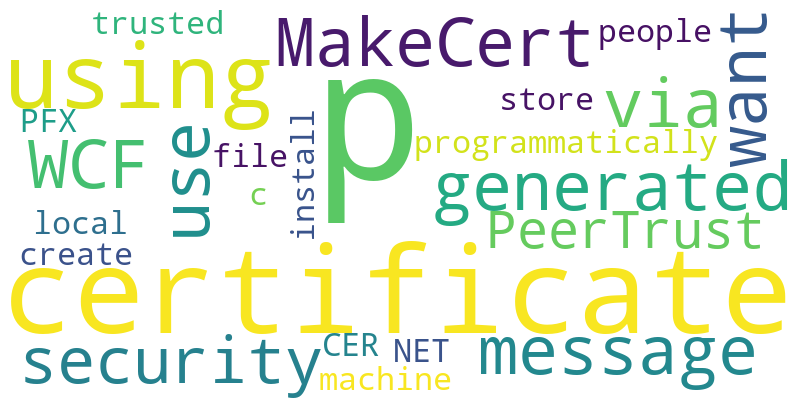 trusted
MakeCert
people
want
using
p
store
via
PFX
WCF
use
file
install
programmatically
c
generated
local
PeerTrust
create
certificate
security
CER
NET
message
machine